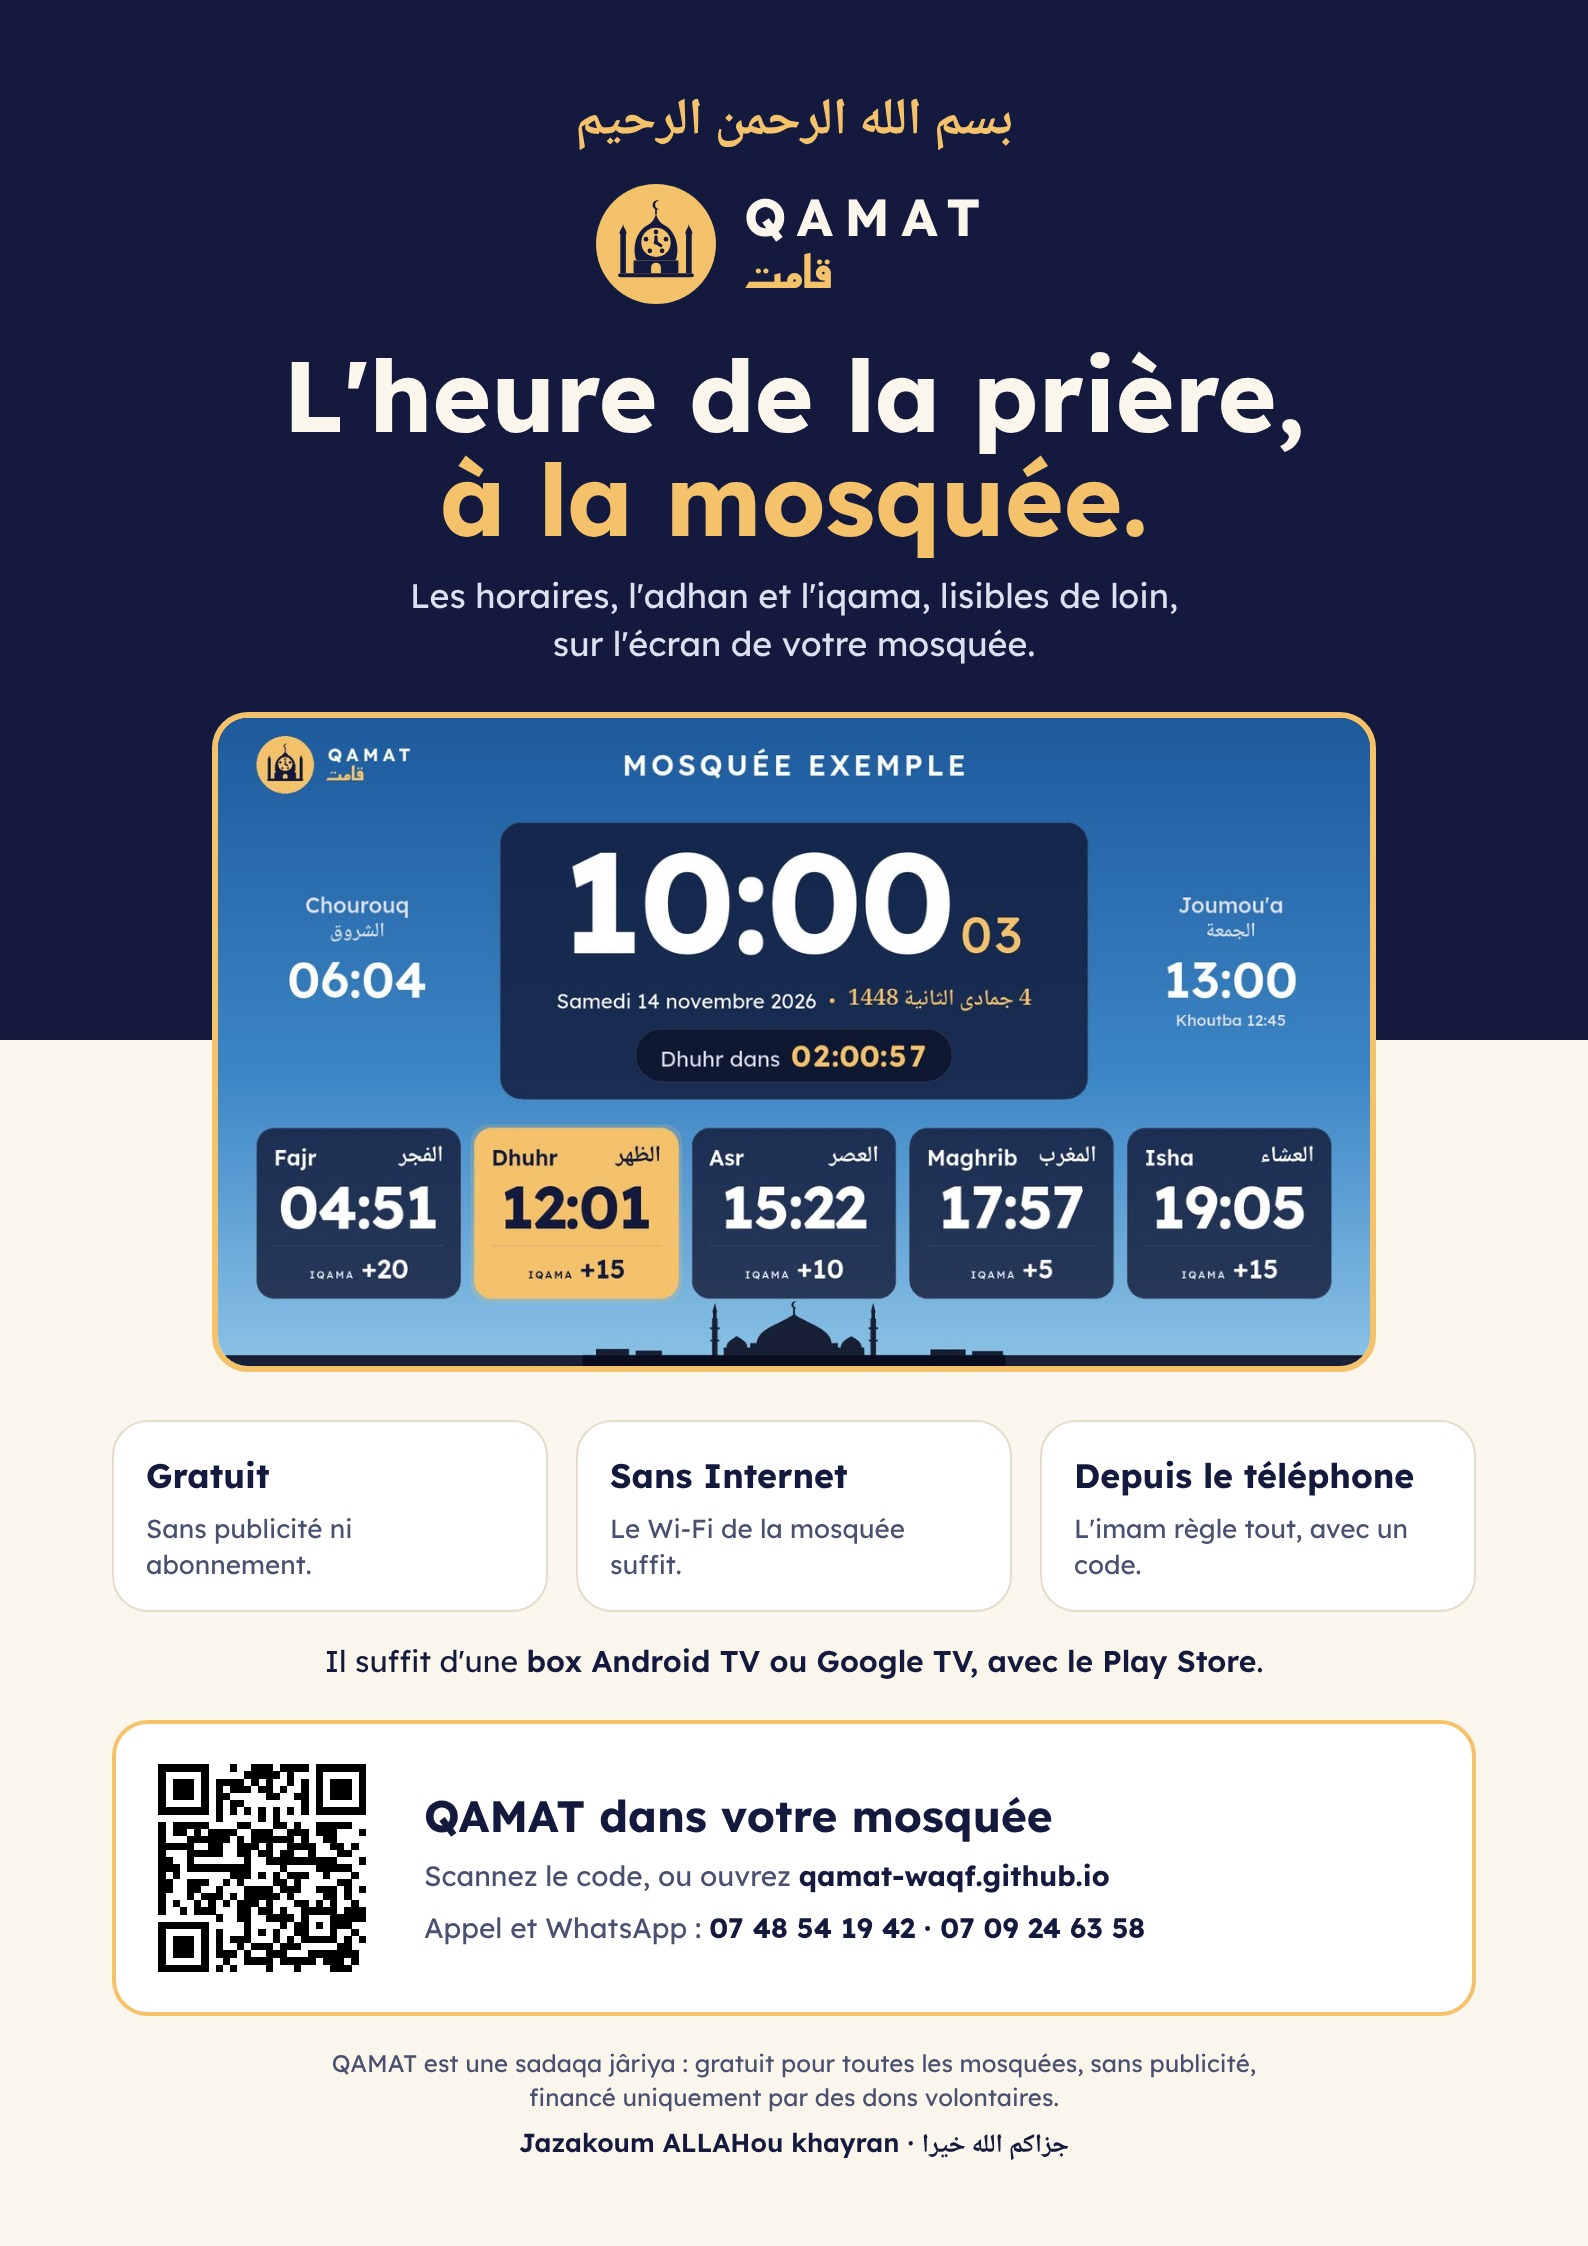 بسم الله الرحمن الرحيم
QAMAT
قامت
L'heure de la prière,
à la mosquée.
Les horaires, l'adhan et l'iqama, lisibles de loin,
sur l'écran de votre mosquée.
QAMAT
قامت
MOSQUÉE EXEMPLE
Chourouq
الشروق
06:04
10:00 03
Samedi 14 novembre 2026 • 4 جمادى الثانية 1448
Dhuhr dans 02:00:57
Joumou'a
الجمعة
13:00
Khoutba 12:45
Fajr الفجر
04:51
IQAMA +20
Dhuhr الظهر
12:01
IQAMA +15
Asr العصر
15:22
IQAMA +10
Maghrib المغرب
17:57
IQAMA +5
Isha العشاء
19:05
IQAMA +15
Gratuit
Sans publicité ni
abonnement.
Sans Internet
Le Wi-Fi de la mosquée
suffit.
Depuis le téléphone
L'imam règle tout, avec un
code.
Il suffit d'une box Android TV ou Google TV, avec le Play Store.
QAMAT dans votre mosquée
Scannez le code, ou ouvrez qamat-waqf.github.io
Appel et WhatsApp : 07 48 54 19 42 · 07 09 24 63 58
QAMAT est une sadaqa jâriya : gratuit pour toutes les mosquées, sans publicité,
financé uniquement par des dons volontaires.
Jazakoum ALLAHou khayran · جزاكم الله خيرا